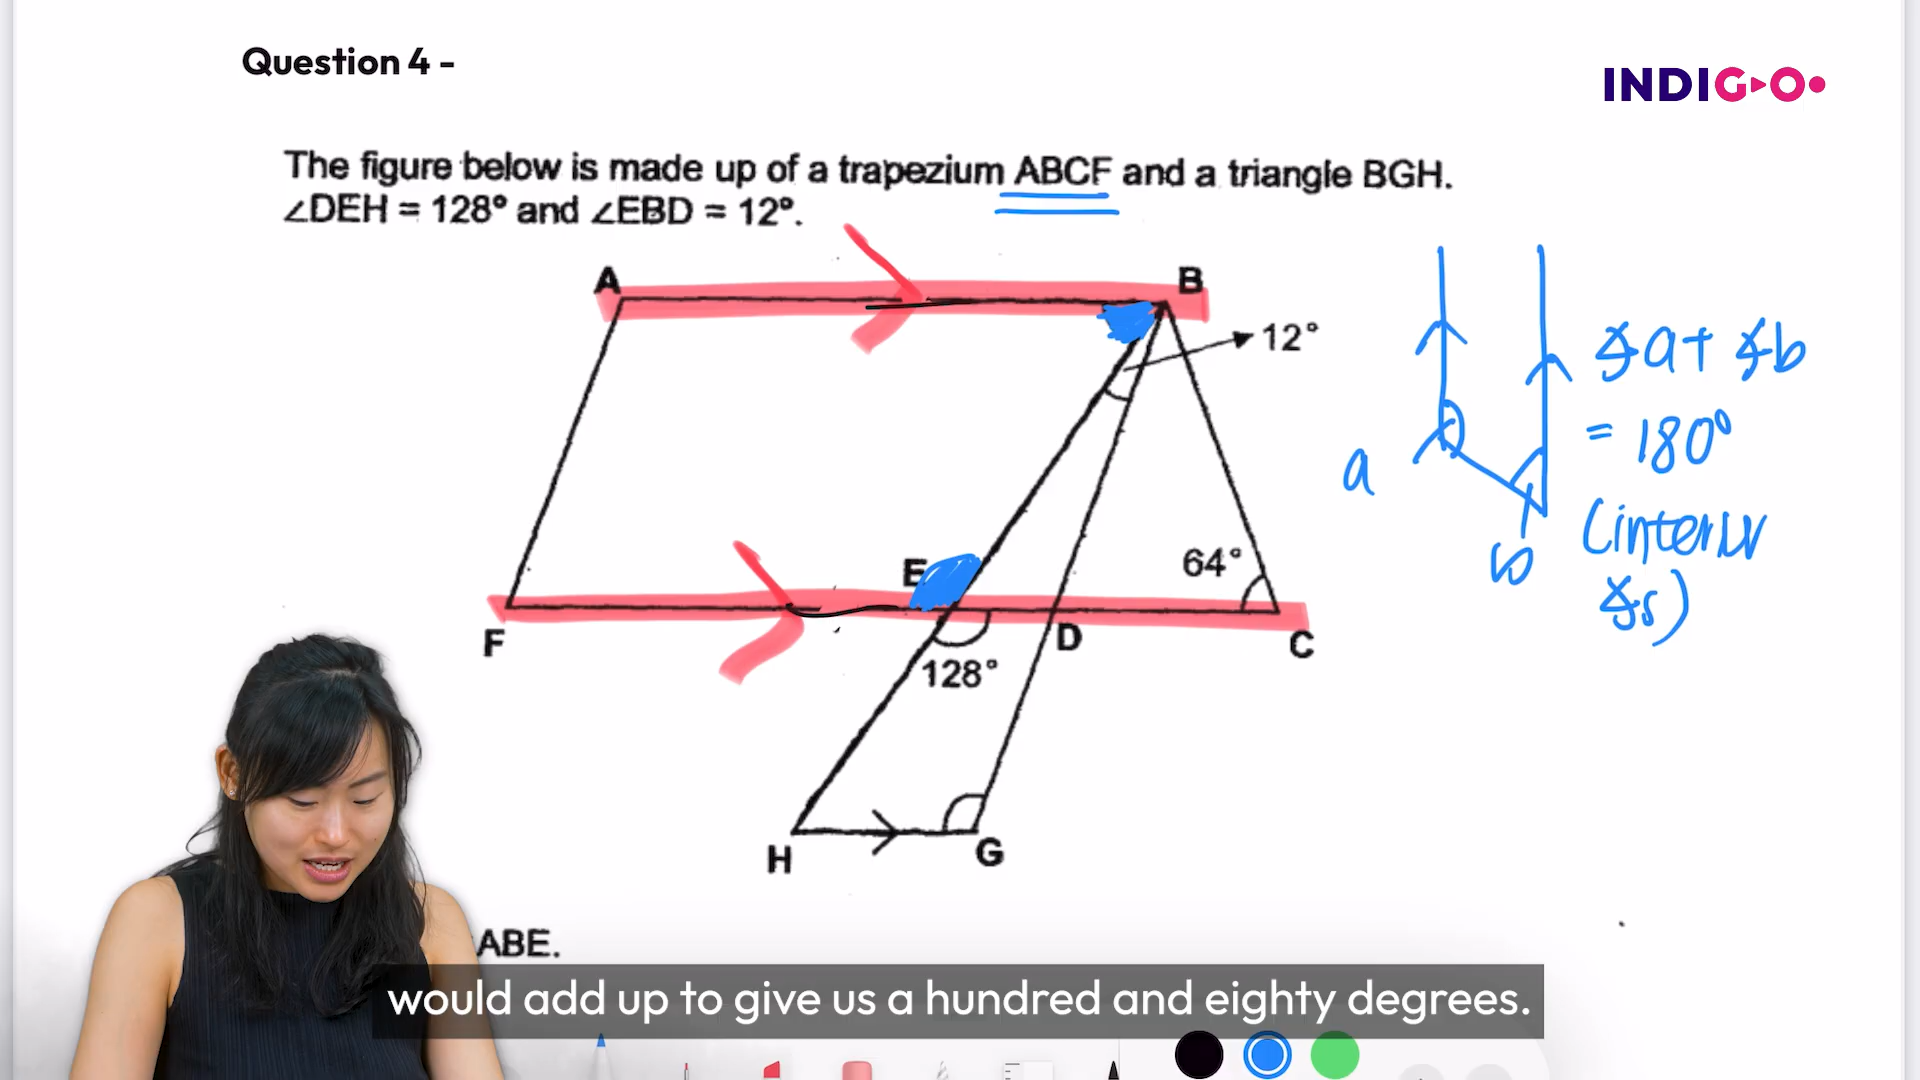 Question 4 -
INDIGO
The figure below is made up of a trapezium ABCF and a triangle BGH.
∠DEH = 128° and ∠EBD = 12°.
A
B
12°
∡a + ∡b
= 180°
a
b
(interior
∡s)
E
64°
F
D
C
128°
H
G
ABE.
would add up to give us a hundred and eighty degrees.